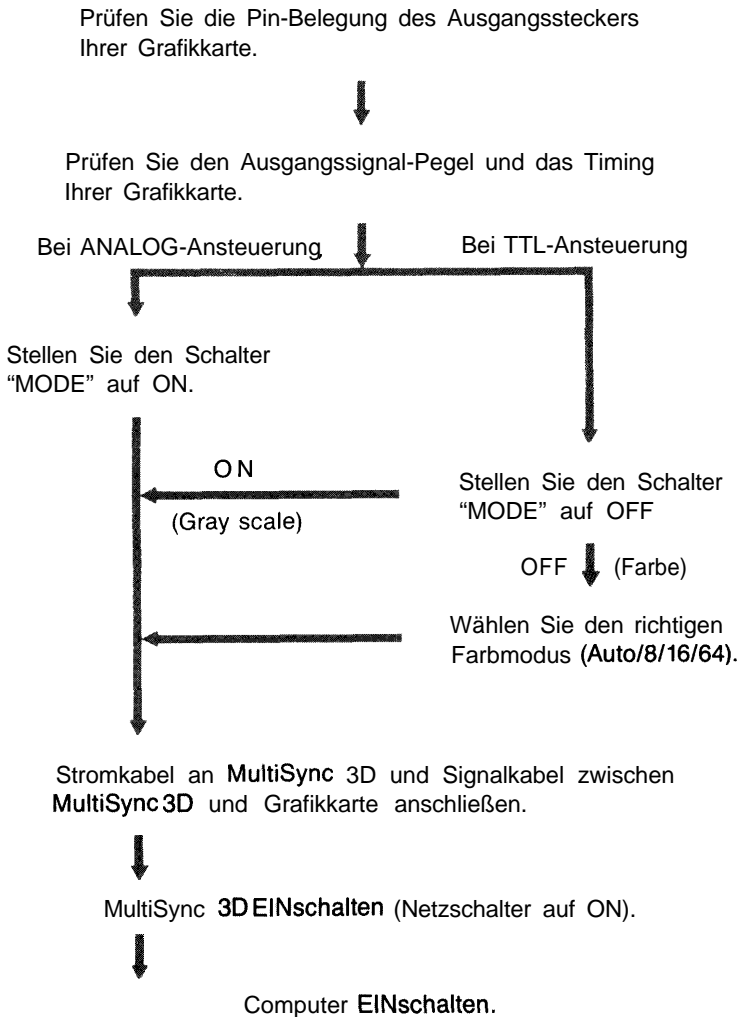 Prüfen Sie die Pin-Belegung des Ausgangssteckers
Ihrer Grafikkarte.
Prüfen Sie den Ausgangssignal-Pegel und das Timing
Ihrer Grafikkarte.
Bei ANALOG-Ansteuerung
Bei TTL-Ansteuerung
Stellen Sie den Schalter
“MODE” auf ON.
ON
(Gray scale)
Stellen Sie den Schalter
“MODE” auf OFF
OFF (Farbe)
Wählen Sie den richtigen
Farbmodus (Auto/8/16/64).
Stromkabel an MultiSync 3D und Signalkabel zwischen
MultiSync 3D und Grafikkarte anschließen.
MultiSync 3D EINschalten (Netzschalter auf ON).
Computer EINschalten.